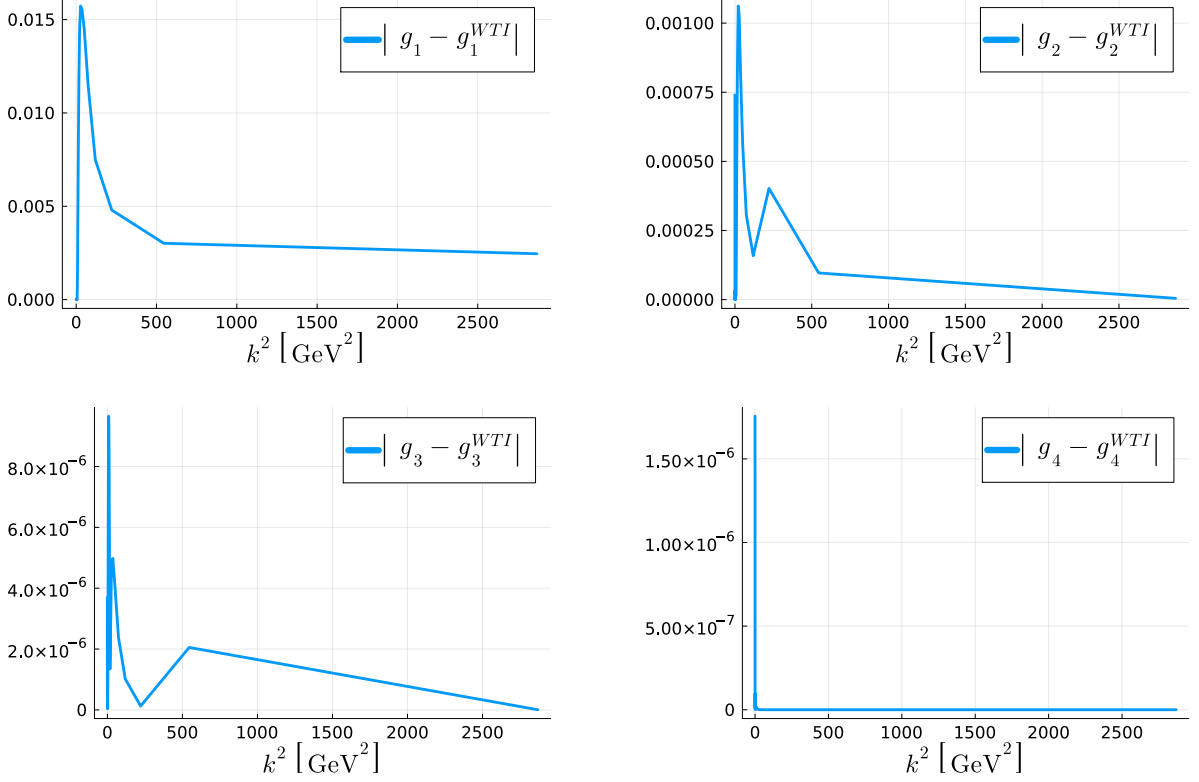 | g_1 − g_1^{WTI}|
0.015
0.010
0.005
0.000
0 500 1000 1500 2000 2500
k^2 [GeV^2]
| g_2 − g_2^{WTI}|
0.00100
0.00075
0.00050
0.00025
0.00000
0 500 1000 1500 2000 2500
k^2 [GeV^2]
| g_3 − g_3^{WTI}|
8.0×10^{-6}
6.0×10^{-6}
4.0×10^{-6}
2.0×10^{-6}
0
0 500 1000 1500 2000 2500
k^2 [GeV^2]
| g_4 − g_4^{WTI}|
1.50×10^{-6}
1.00×10^{-6}
5.00×10^{-7}
0
0 500 1000 1500 2000 2500
k^2 [GeV^2]